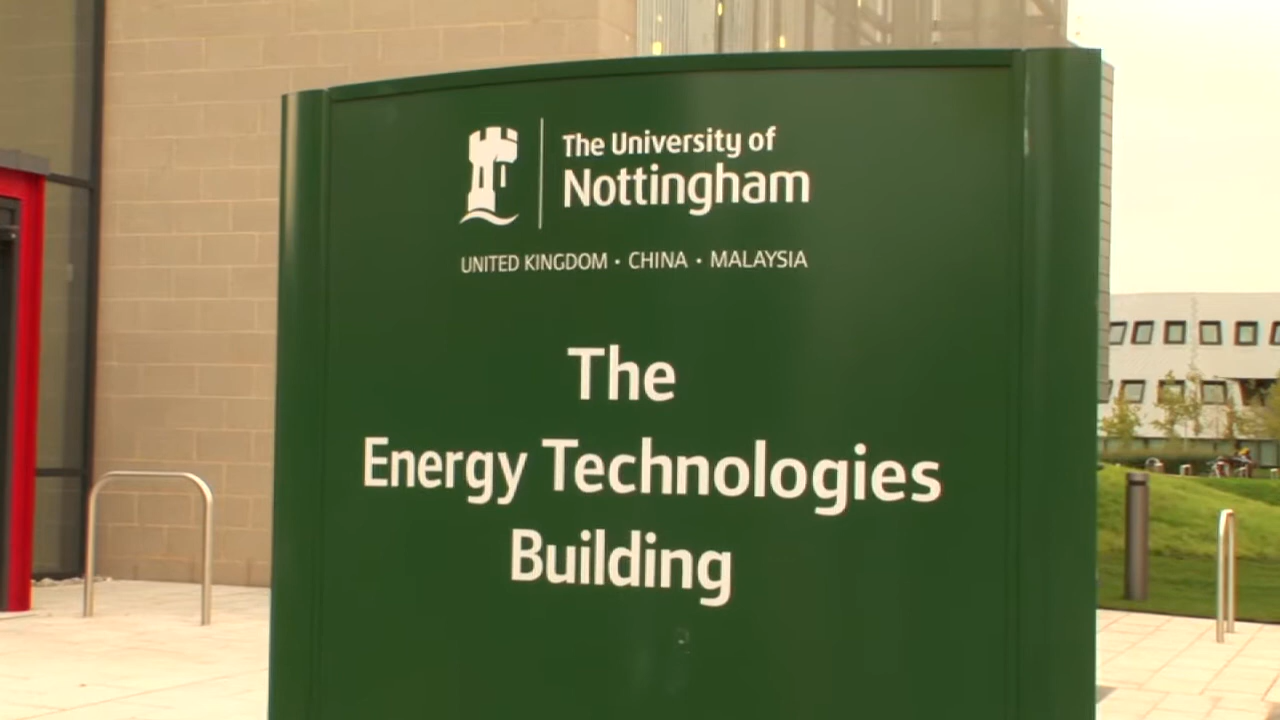 The University of
Nottingham
UNITED KINGDOM · CHINA · MALAYSIA
The
Energy Technologies
Building